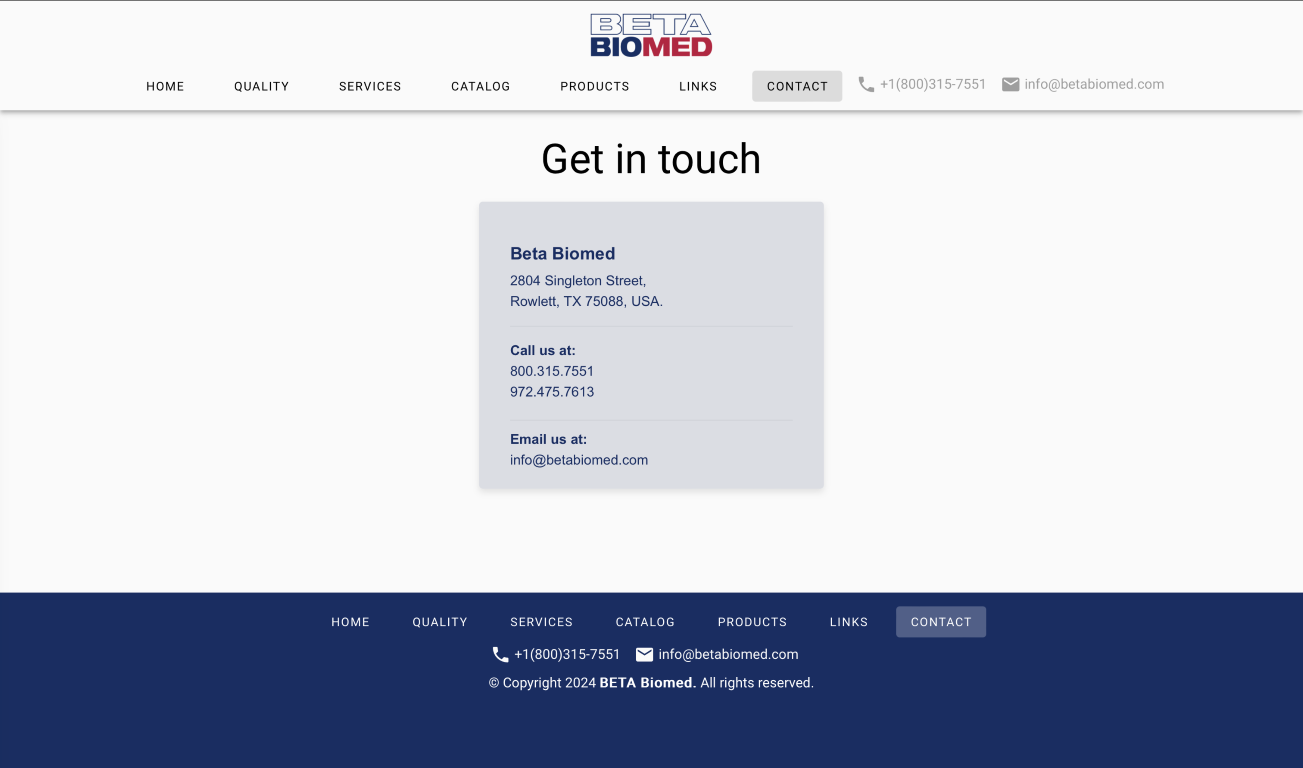 BETA
BIOMED
HOME QUALITY SERVICES CATALOG PRODUCTS LINKS CONTACT +1(800)315-7551 info@betabiomed.com
Get in touch
Beta Biomed
2804 Singleton Street,
Rowlett, TX 75088, USA.
Call us at:
800.315.7551
972.475.7613
Email us at:
info@betabiomed.com
HOME QUALITY SERVICES CATALOG PRODUCTS LINKS CONTACT
+1(800)315-7551 info@betabiomed.com
© Copyright 2024 BETA Biomed. All rights reserved.